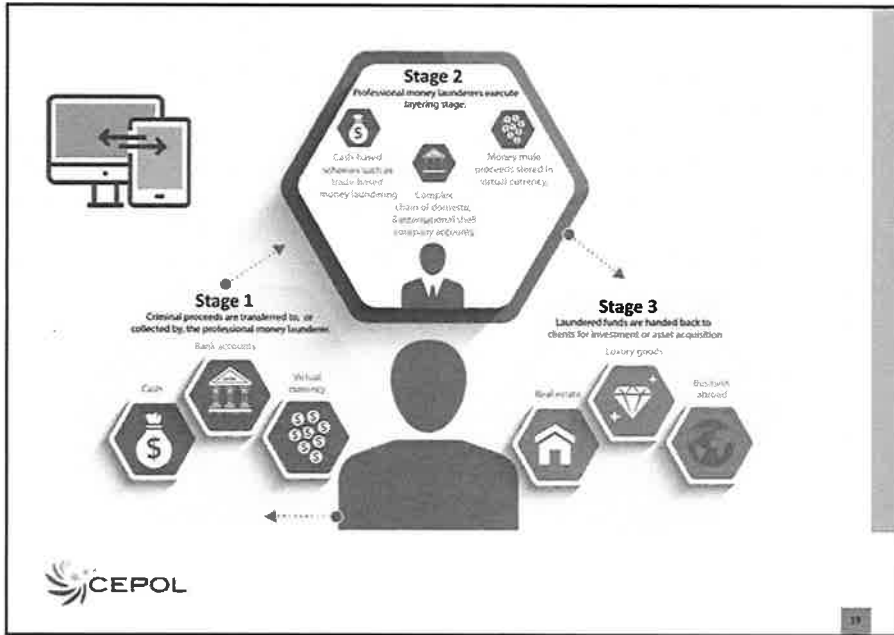 Stage 2
Professional money launderers execute
layering stage.
Cash-based
schemes such as
trade-based
money laundering
Complex
chain of domestic
company accounts
Money mule
proceeds stored in
virtual currency.
Stage 1
Criminal proceeds are transferred to, or
collected by, the professional money launderer.
Bank accounts
Cash
Virtual
currency
Stage 3
Laundered funds are handed back to
clients for investment or asset acquisition
Luxury goods
Real estate
Business
abroad
CEPOL